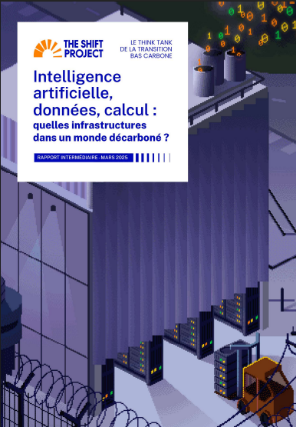 THE SHIFT
PROJECT
LE THINK TANK
DE LA TRANSITION
BAS CARBONE
Intelligence
artificielle,
données, calcul :
quelles infrastructures
dans un monde décarboné ?
RAPPORT INTERMÉDIAIRE - MARS 2025